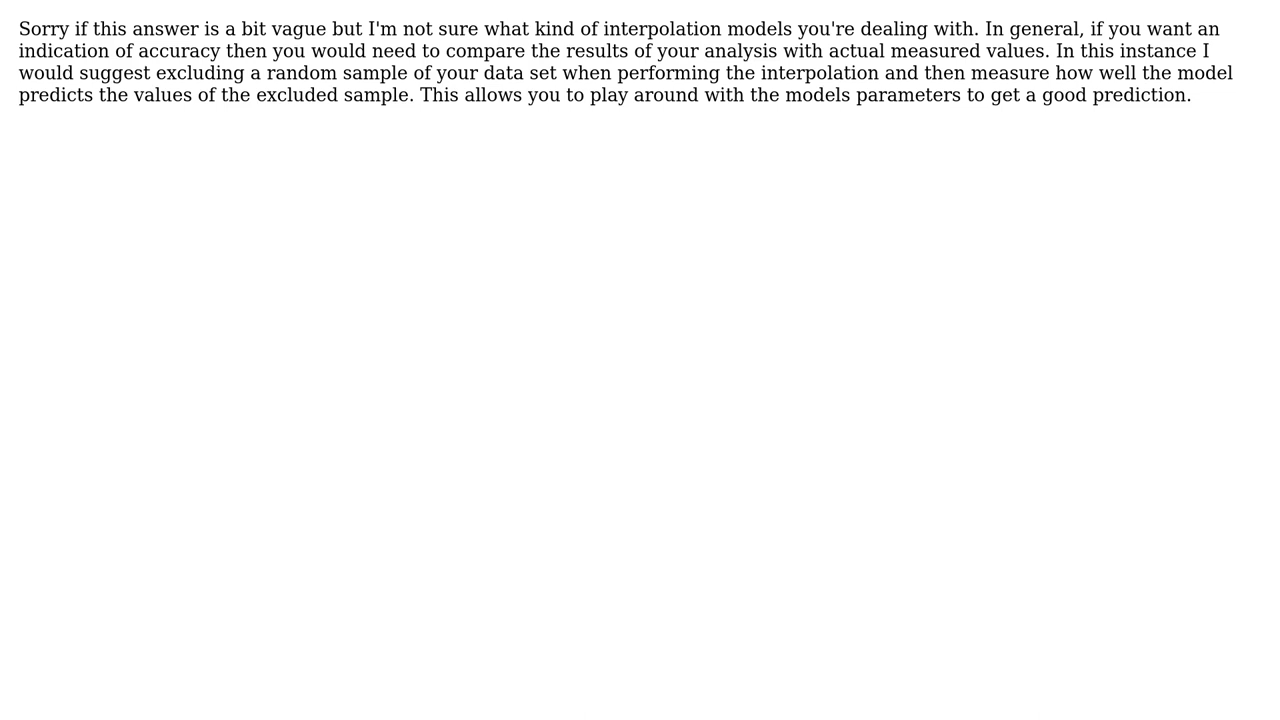 Sorry if this answer is a bit vague but I'm not sure what kind of interpolation models you're dealing with. In general, if you want an
indication of accuracy then you would need to compare the results of your analysis with actual measured values. In this instance I
would suggest excluding a random sample of your data set when performing the interpolation and then measure how well the model
predicts the values of the excluded sample. This allows you to play around with the models parameters to get a good prediction.